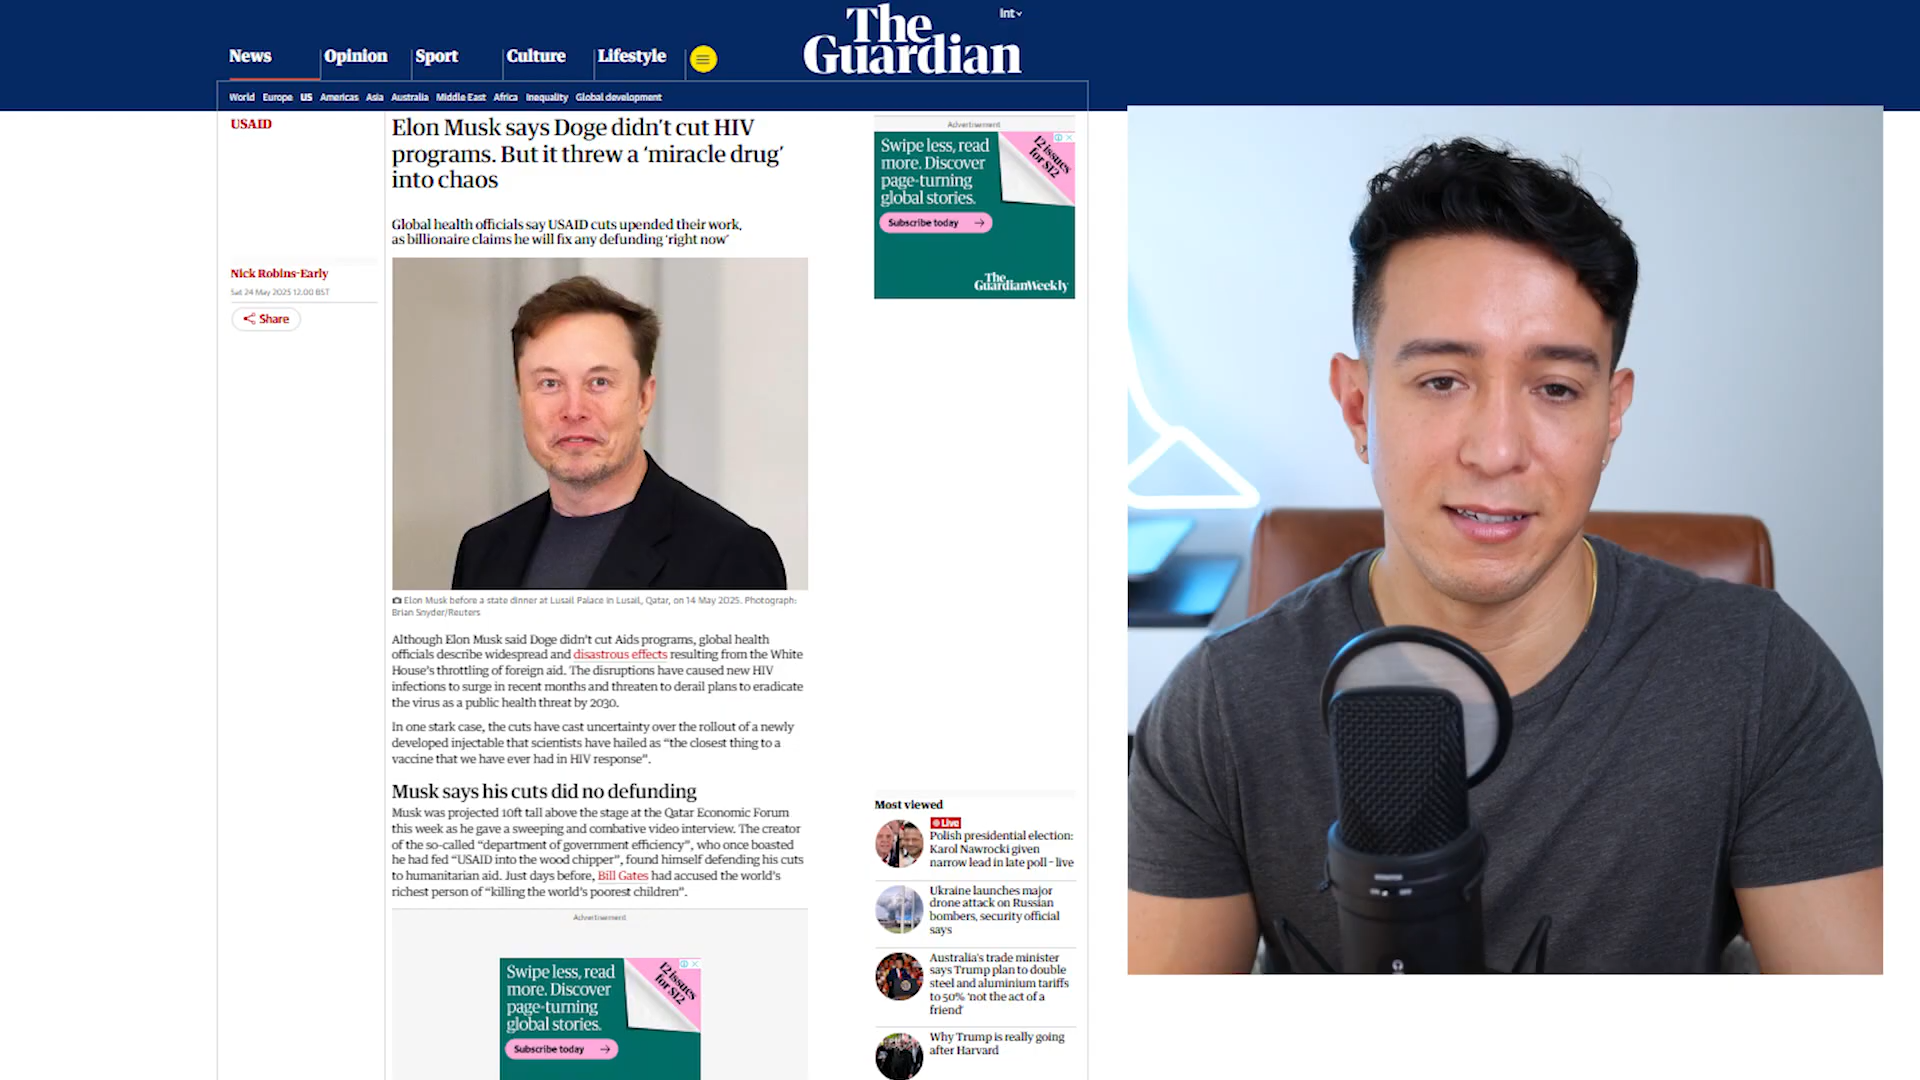 Int
The
Guardian
News
Opinion
Sport
Culture
Lifestyle
World Europe US Americas Asia Australia Middle East Africa Inequality Global development
USAID
Elon Musk says Doge didn't cut HIV
programs. But it threw a 'miracle drug'
into chaos
Global health officials say USAID cuts upended their work,
as billionaire claims he will fix any defunding 'right now'
Nick Robins-Early
Sat 24 May 2025 12.00 BST
Share
Elon Musk before a state dinner at Lusail Palace in Lusail, Qatar, on 14 May 2025. Photograph:
Brian Snyder/Reuters
Although Elon Musk said Doge didn't cut Aids programs, global health
officials describe widespread and disastrous effects resulting from the White
House's throttling of foreign aid. The disruptions have caused new HIV
infections to surge in recent months and threaten to derail plans to eradicate
the virus as a public health threat by 2030.
In one stark case, the cuts have cast uncertainty over the rollout of a newly
developed injectable that scientists have hailed as "the closest thing to a
vaccine that we have ever had in HIV response".
Musk says his cuts did no defunding
Musk was projected 10ft tall above the stage at the Qatar Economic Forum
this week as he gave a sweeping and combative video interview. The creator
of the so-called "department of government efficiency", who once boasted
he had fed "USAID into the wood chipper", found himself defending his cuts
to humanitarian aid. Just days before, Bill Gates had accused the world's
richest person of "killing the world's poorest children".
Advertisement
Swipe less, read
more. Discover
page-turning
global stories.
12 issues
for $12
Subscribe today
Advertisement
Swipe less, read
more. Discover
page-turning
global stories.
12 issues
for $12
Subscribe today
The
GuardianWeekly
Most viewed
Live
Polish presidential election:
Karol Nawrocki given
narrow lead in late poll – live
Ukraine launches major
drone attack on Russian
bombers, security official
says
Australia's trade minister
says Trump plan to double
steel and aluminium tariffs
to 50% 'not the act of a
friend'
Why Trump is really going
after Harvard